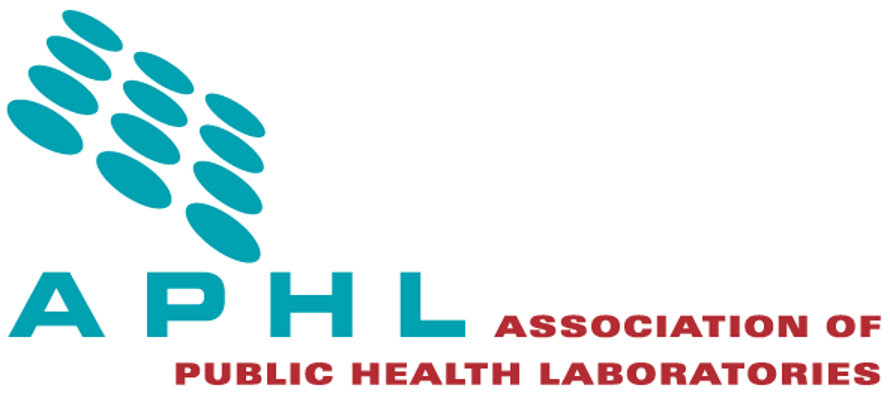 APHL ASSOCIATION OF
PUBLIC HEALTH LABORATORIES